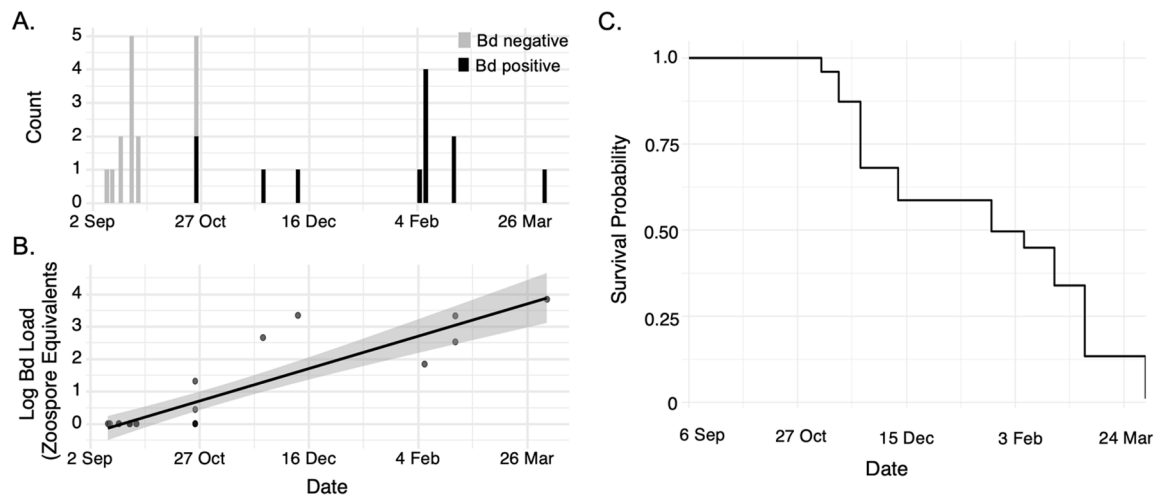 A.
5
4
3
2
1
0
Count
Bd negative
Bd positive
2 Sep 27 Oct 16 Dec 4 Feb 26 Mar
B.
Log Bd Load
(Zoospore Equivalents
4
3
2
1
0
2 Sep 27 Oct 16 Dec 4 Feb 26 Mar
Date
C.
1.0
0.75
0.50
0.25
0
Survival Probability
6 Sep 27 Oct 15 Dec 3 Feb 24 Mar
Date